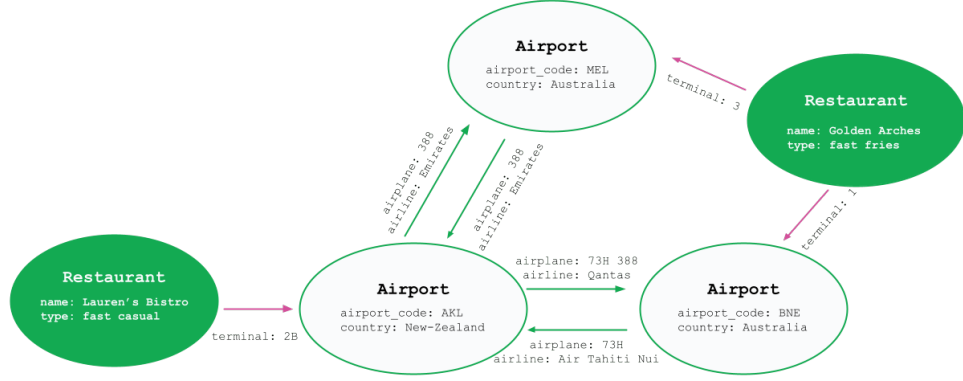 Airport
airport_code: MEL
country: Australia
terminal: 3
Restaurant
name: Golden Arches
type: fast fries
airplane: 388
airline: Emirates
airplane: 388
airline: Emirates
terminal: 1
Restaurant
name: Lauren's Bistro
type: fast casual
terminal: 2B
Airport
airport_code: AKL
country: New-Zealand
airplane: 73H 388
airline: Qantas
airplane: 73H
airline: Air Tahiti Nui
Airport
airport_code: BNE
country: Australia